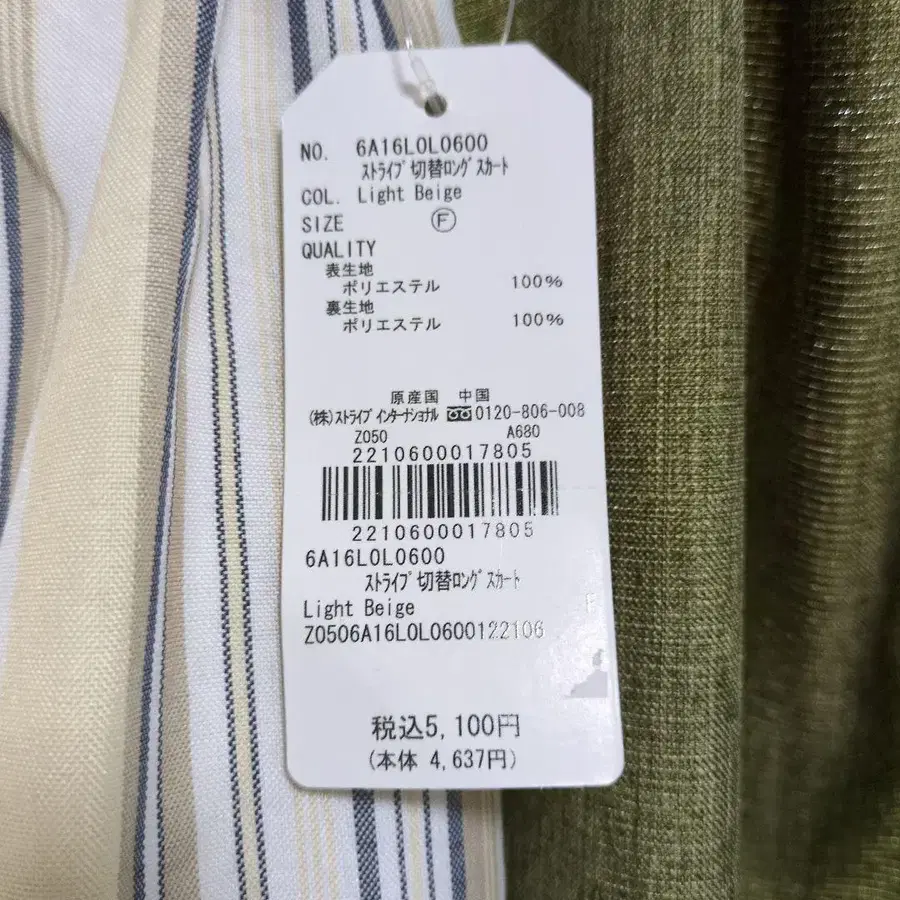 NO. 6A16L0L0600
ストライプ切替ロングスカート
COL. Light Beige
SIZE Ⓕ
QUALITY
表生地
ポリエステル 100%
裏生地
ポリエステル 100%
原産国 中国
(株)ストライプインターナショナル 0120-806-008
Z050 A680
2210600017805
2210600017805
6A16L0L0600
ストライプ切替ロングスカート
Light Beige F
Z0506A16L0L0600122106
税込5,100円
(本体 4,637円)